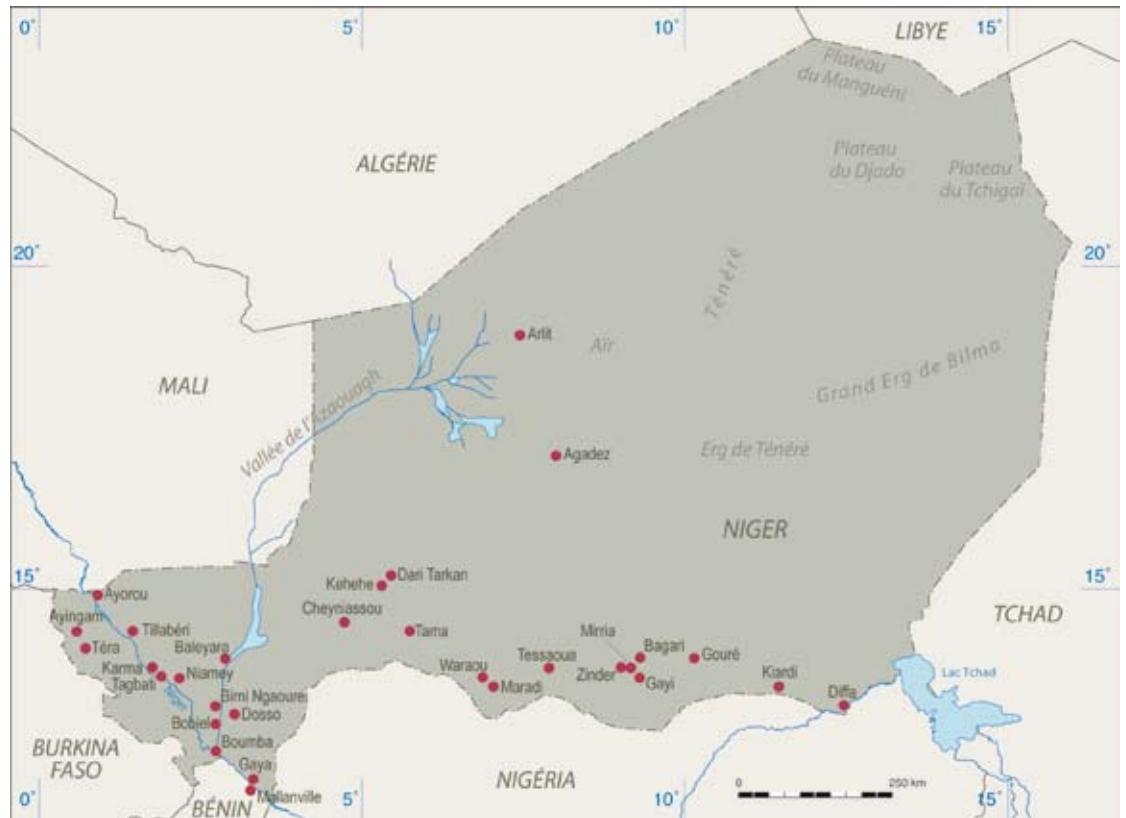 0°
5°
10°
15°
LIBYE
Plateau
du Manguéni
ALGÉRIE
Plateau
du Djado
Plateau
du Tchigaï
20°
20°
Ténéré
Arlit
Aïr
MALI
Grand Erg de Bilma
Vallée de l'Azaouagh
Agadez
Erg de Ténéré
NIGER
15°
15°
Dari Tarkan
Kehehe
Ayorou
TCHAD
Cheyniassou
Ayingam
Tillabéri
Tama
Mirria
Téra
Baleyara
Bagari
Tessaoua
Gouré
Karma
Waraou
Zinder
Kiardi
Lac Tchad
Tagbati
Niamey
Gayi
Maradi
Birni Ngaourei
Diffa
Dosso
Bobiel
BURKINA
FASO
Boumba
Gaya
NIGÉRIA
0
250 km
Mallanville
0°
BÉNIN
5°
10°
15°